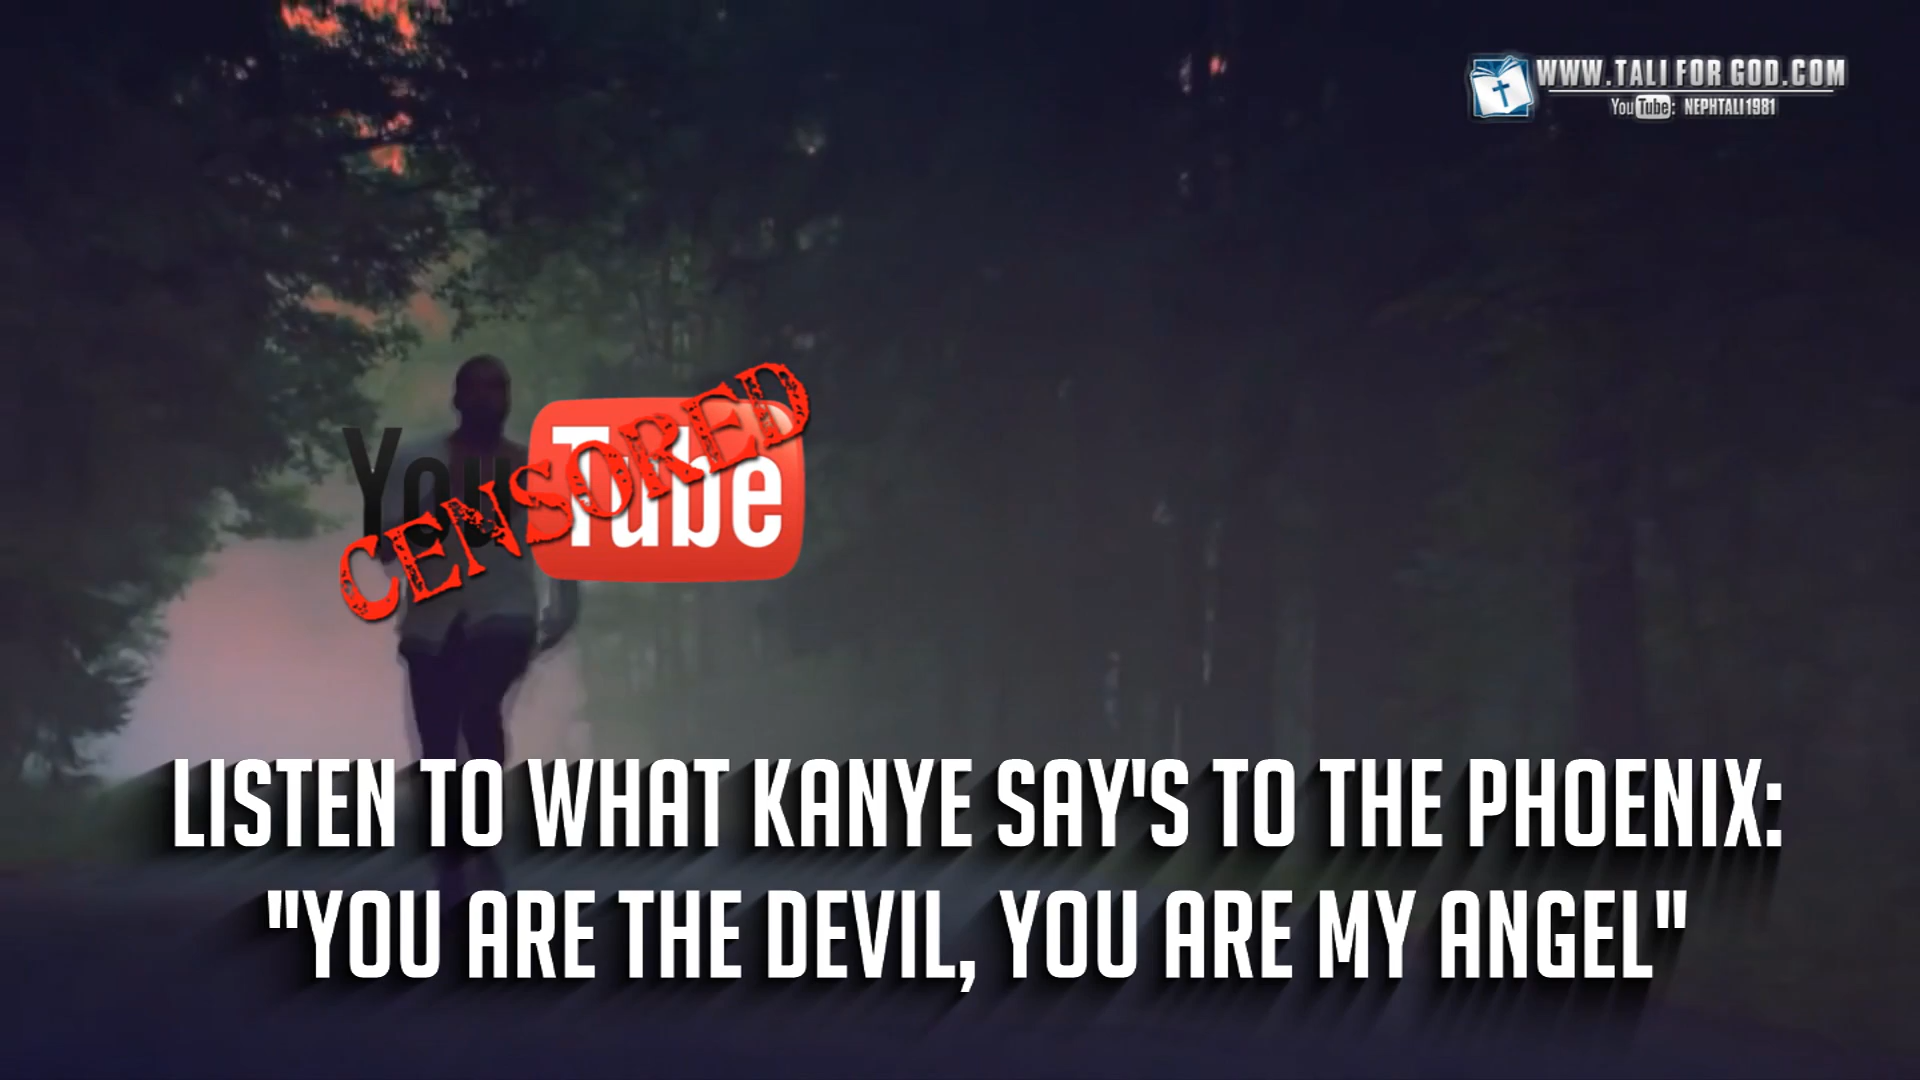 WWW.TALI FOR GOD.COM
YouTube: NEPHTALI1981
YouTube
CENSORED
LISTEN TO WHAT KANYE SAY'S TO THE PHOENIX:
"YOU ARE THE DEVIL, YOU ARE MY ANGEL"